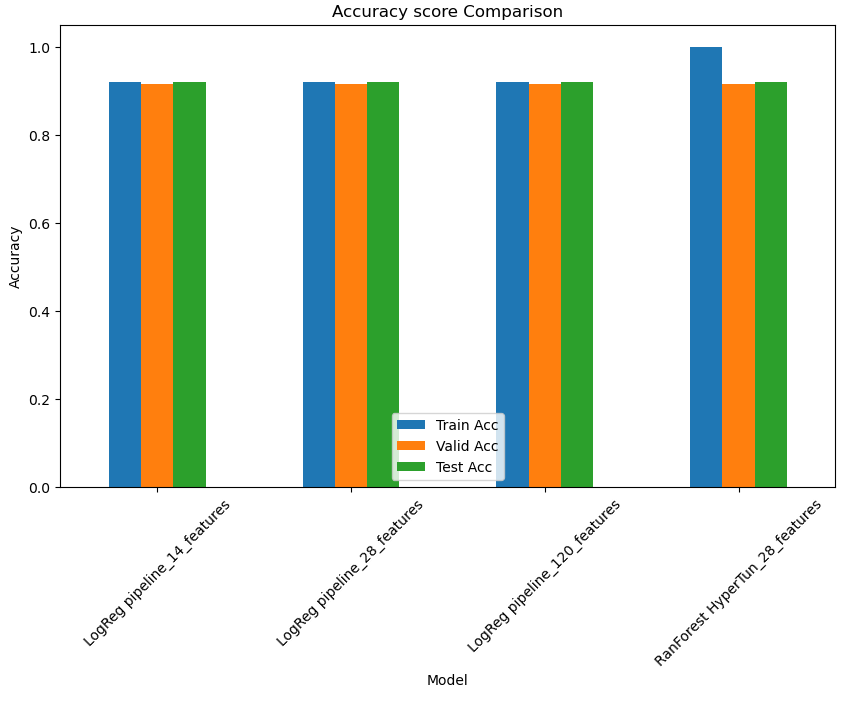 Accuracy score Comparison
1.0
0.8
0.6
0.4
0.2
0.0
Accuracy
Train Acc
Valid Acc
Test Acc
LogReg pipeline_14_features
LogReg pipeline_28_features
LogReg pipeline_120_features
RanForest HyperTun_28_features
Model